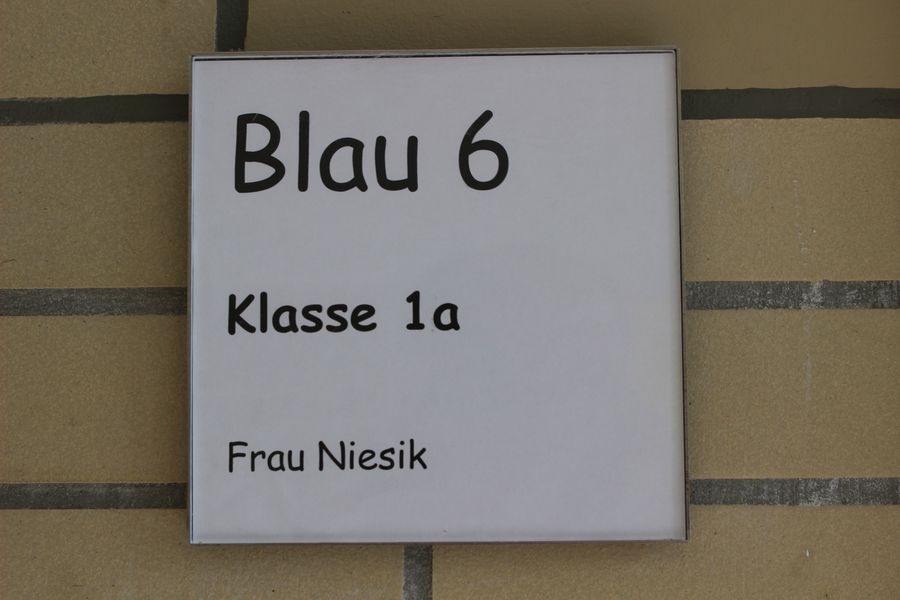 Blau 6
Klasse 1a
Frau Niesik